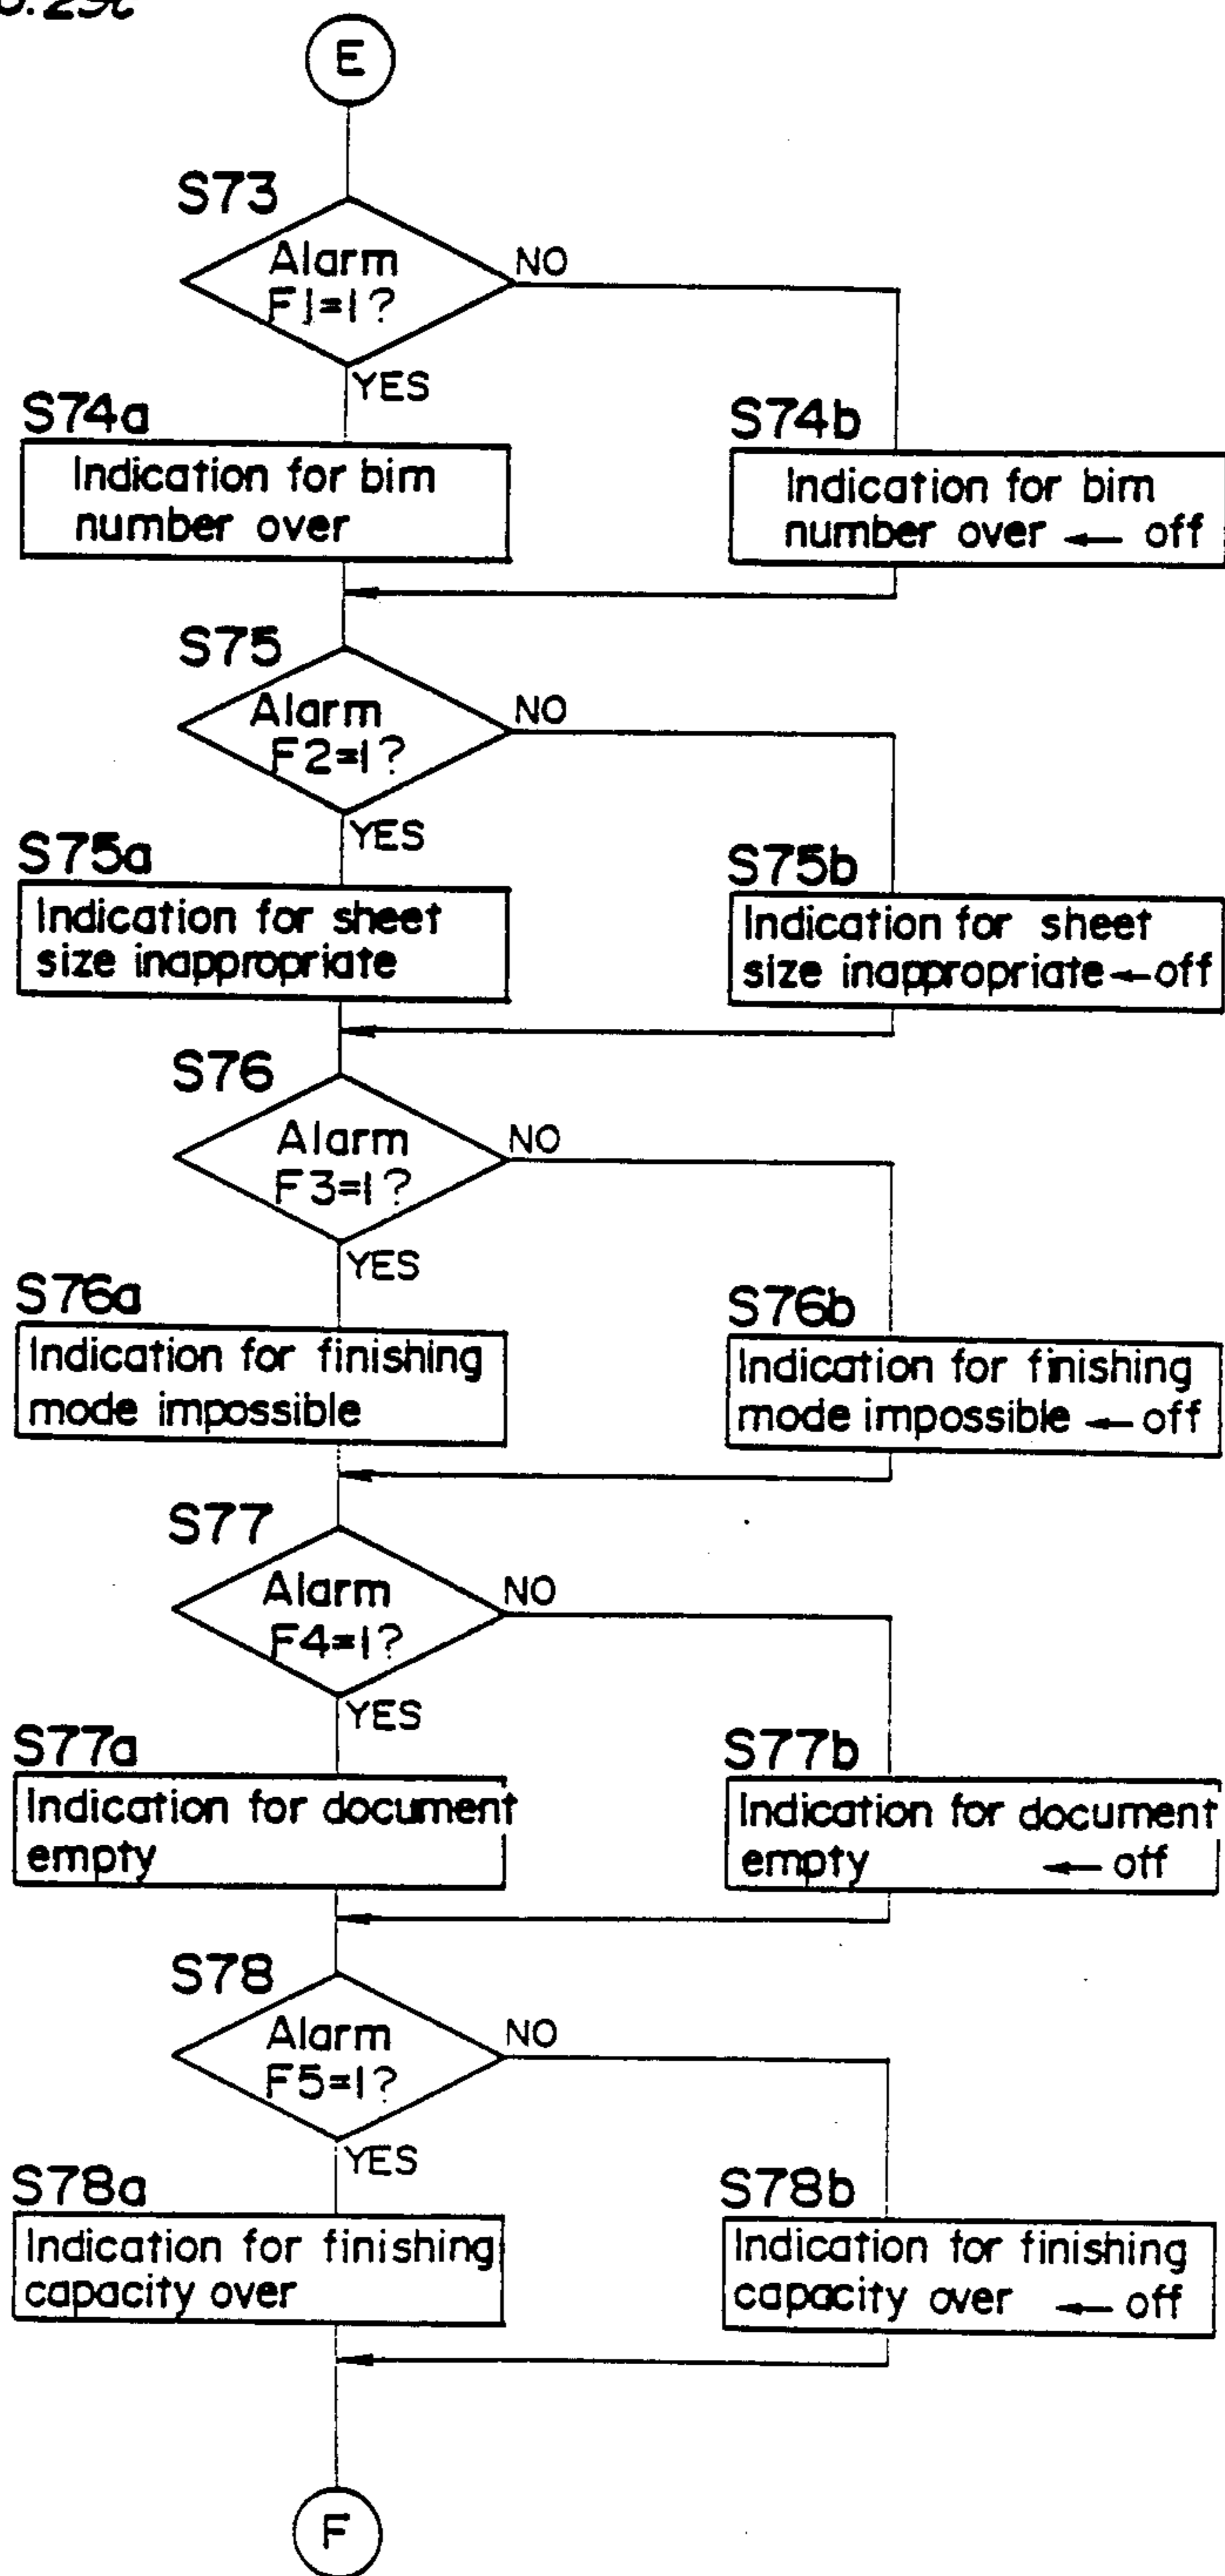 E
S73
Alarm
F1=1?
NO
YES
S74a
Indication for bim
number over
S74b
Indication for bim
number over ← off
S75
Alarm
F2=1?
NO
YES
S75a
Indication for sheet
size inappropriate
S75b
Indication for sheet
size inappropriate ← off
S76
Alarm
F3=1?
NO
YES
S76a
Indication for finishing
mode impossible
S76b
Indication for finishing
mode impossible ← off
S77
Alarm
F4=1?
NO
YES
S77a
Indication for document
empty
S77b
Indication for document
empty ← off
S78
Alarm
F5=1?
NO
YES
S78a
Indication for finishing
capacity over
S78b
Indication for finishing
capacity over ← off
F